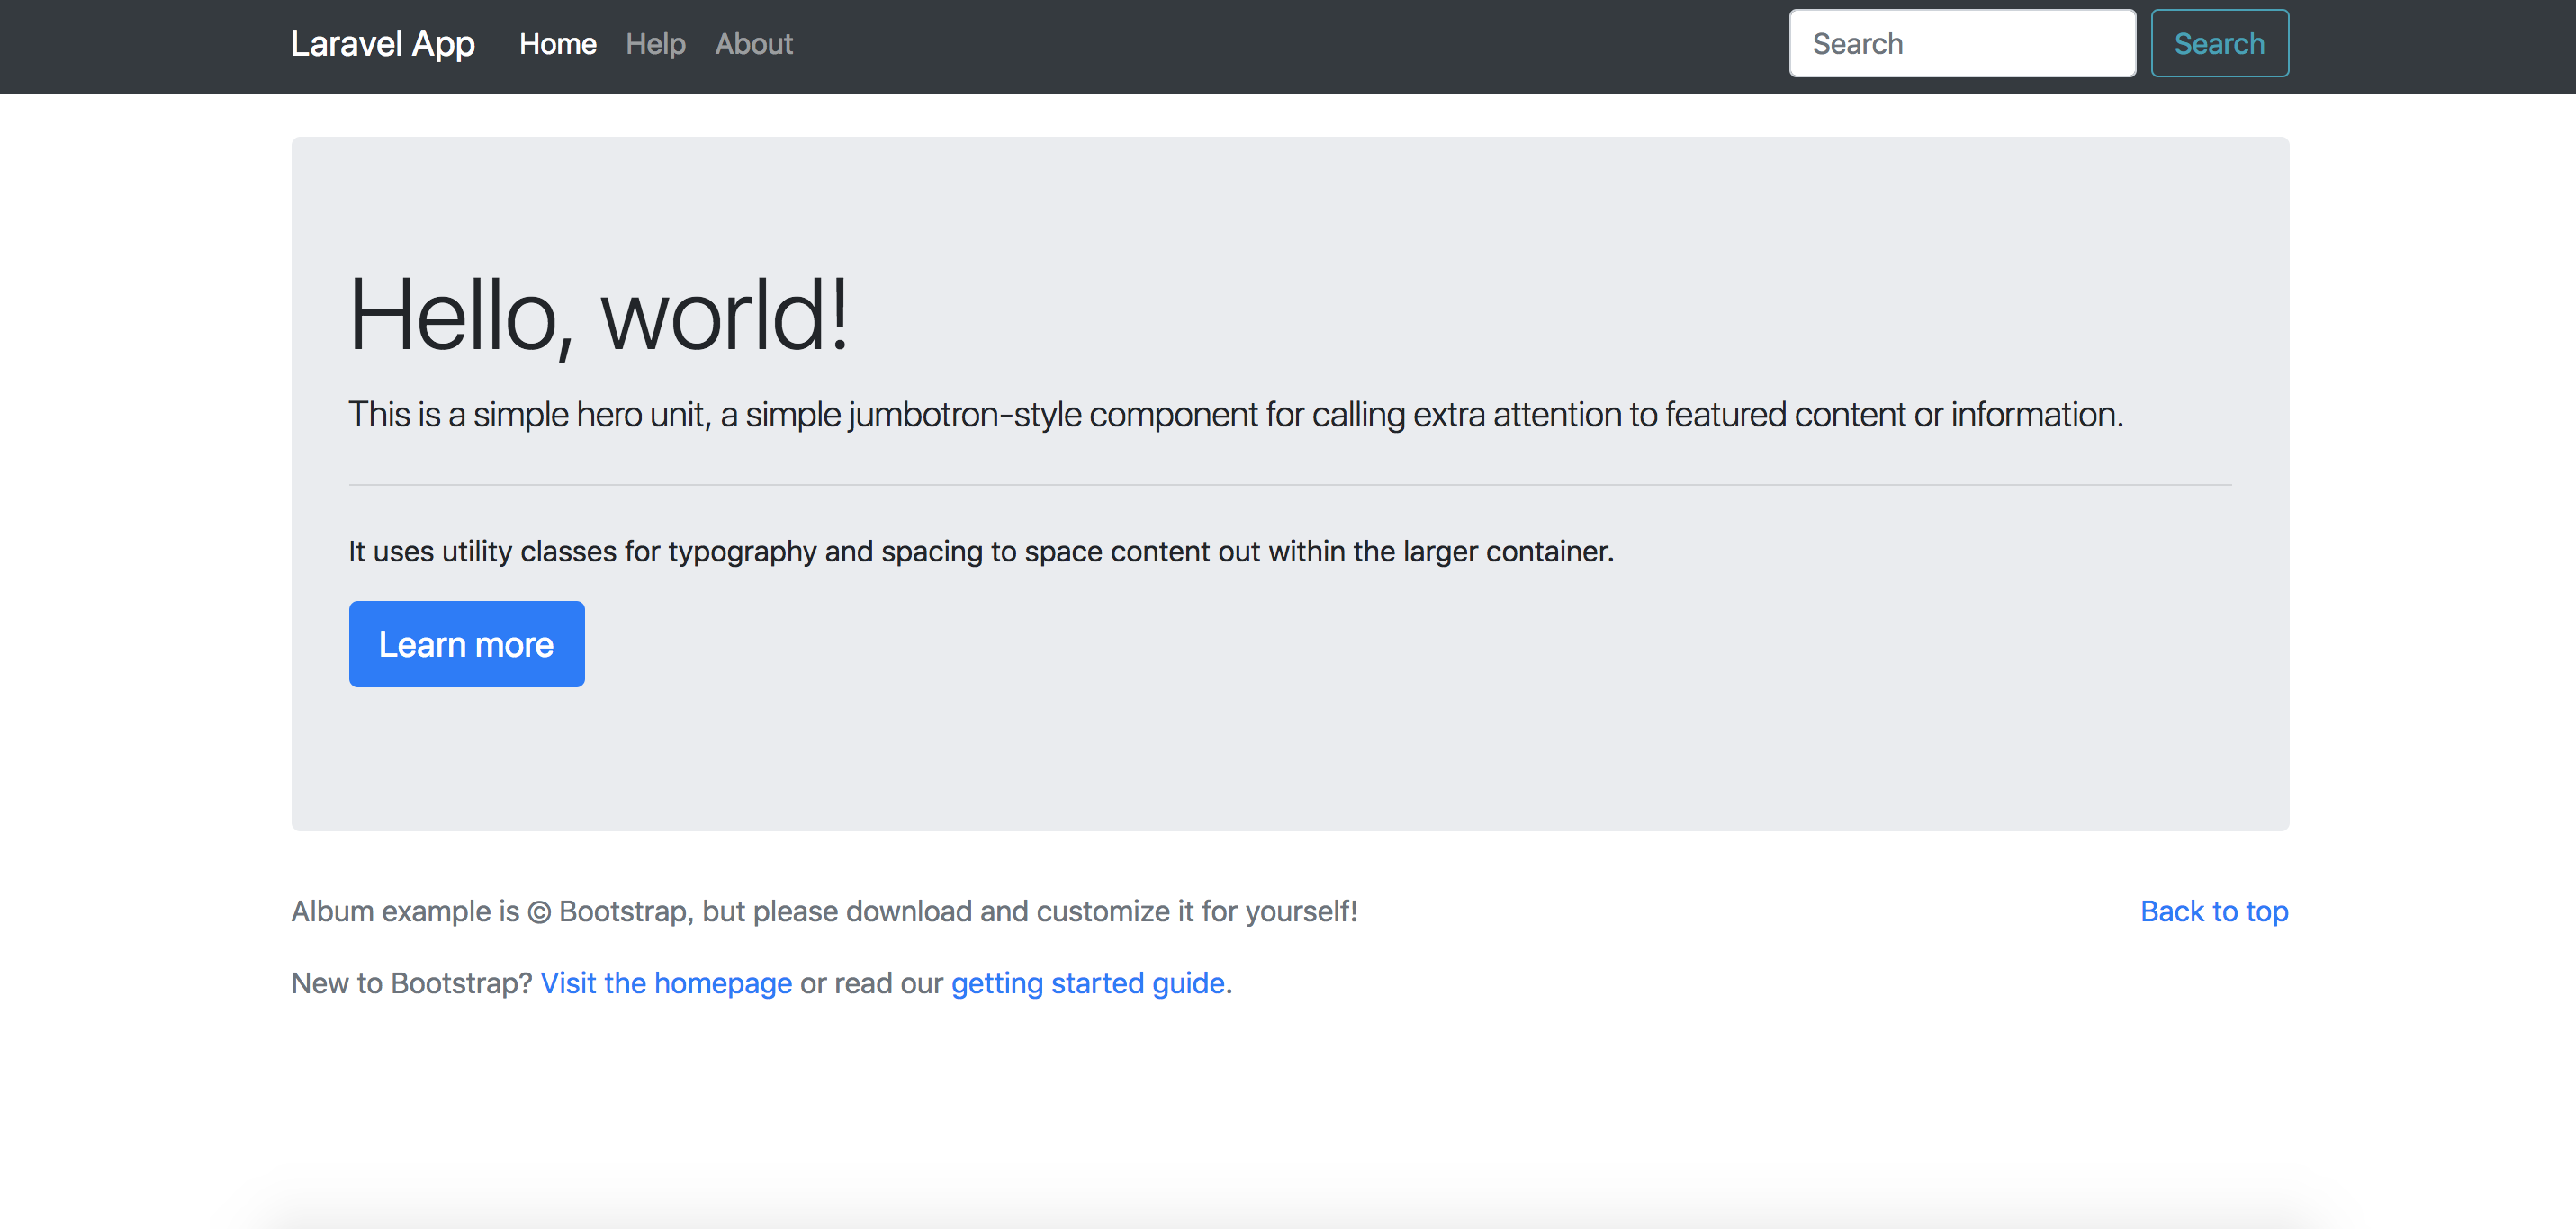 Laravel App Home Help About Search Search
Hello, world!
This is a simple hero unit, a simple jumbotron-style component for calling extra attention to featured content or information.
It uses utility classes for typography and spacing to space content out within the larger container.
Learn more
Album example is © Bootstrap, but please download and customize it for yourself! Back to top
New to Bootstrap? Visit the homepage or read our getting started guide.